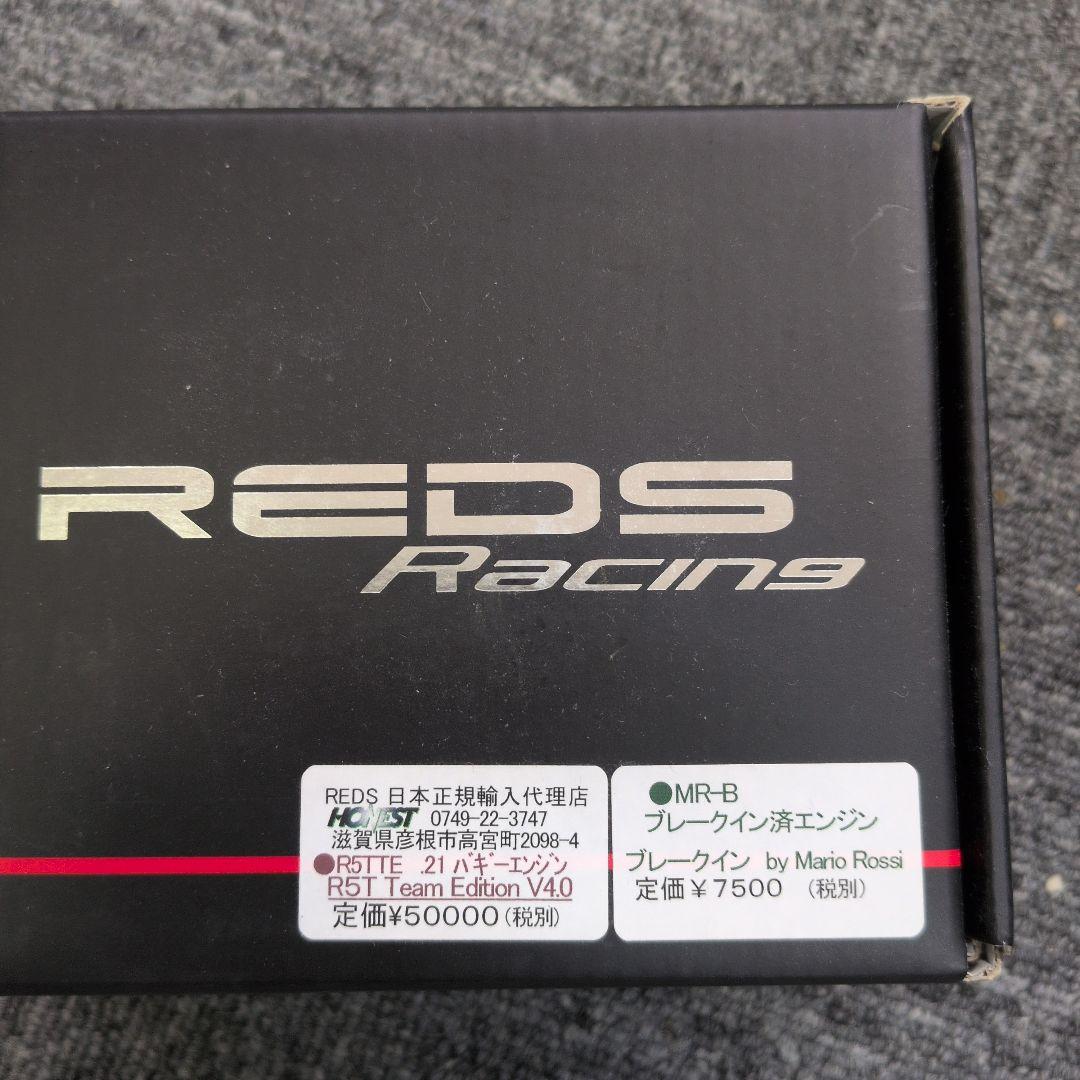 REDS
Racing
REDS 日本正規輸入代理店
HONEST 0749-22-3747
滋賀県彦根市高宮町2098-4
●R5TTE .21 バギーエンジン
R5T Team Edition V4.0
定価¥50000(税別)
●MR-B
ブレークイン済エンジン
ブレークイン by Mario Rossi
定価¥7500 (税別)